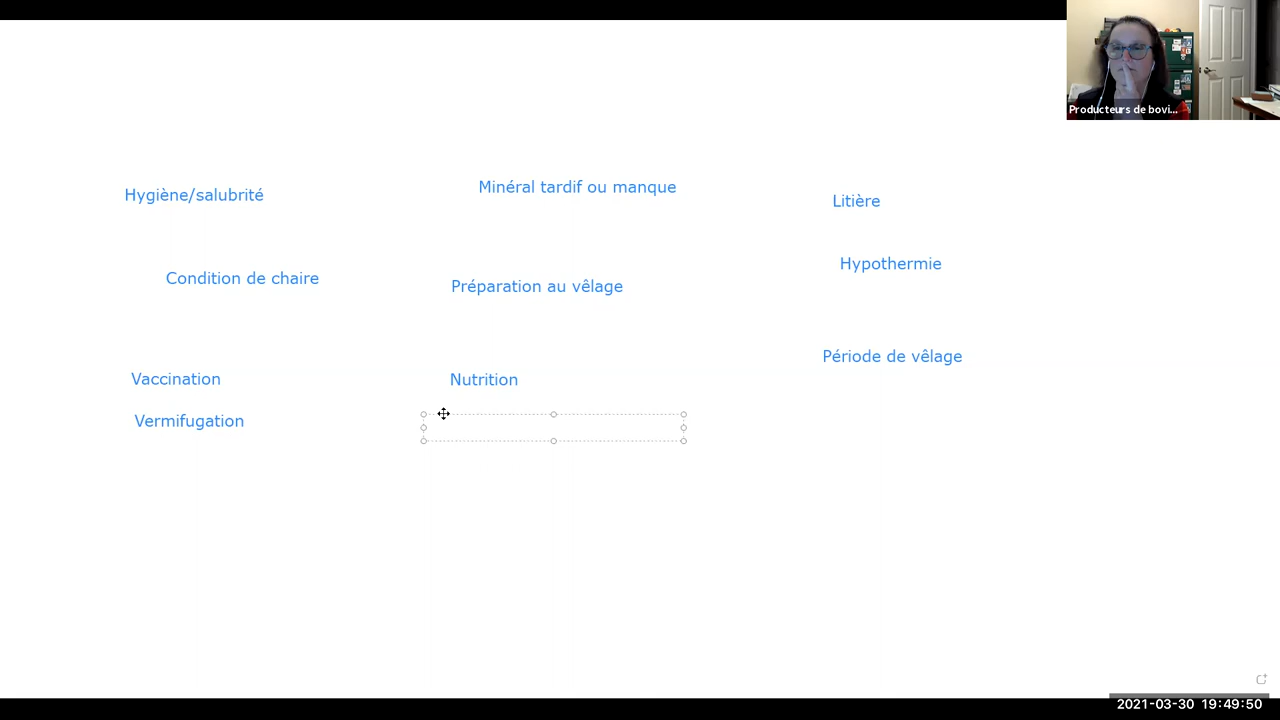 Producteurs de bovi...
Hygiène/salubrité
Minéral tardif ou manque
Litière
Condition de chaire
Préparation au vêlage
Hypothermie
Vaccination
Nutrition
Période de vêlage
Vermifugation
2021-03-30 19:49:50